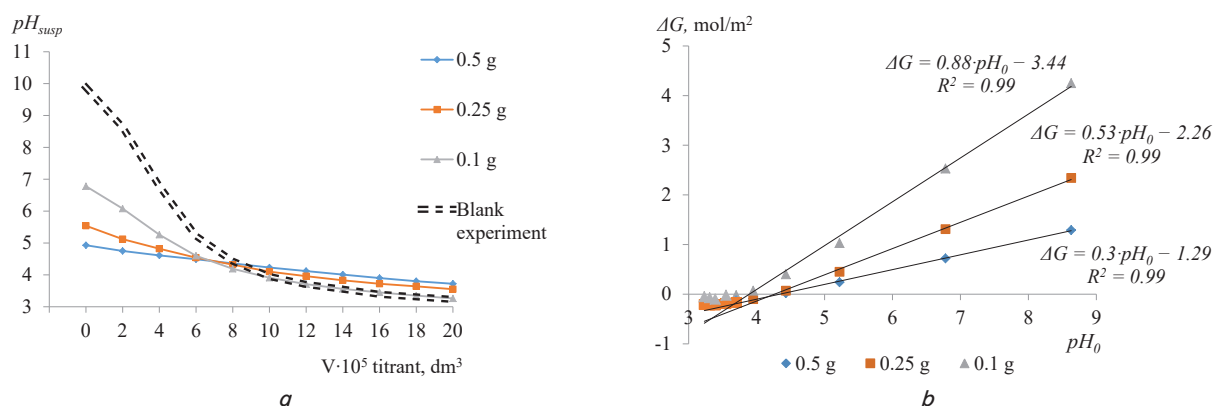 pH_susp
11
10
9
8
7
6
5
4
3
0 2 4 6 8 10 12 14 16 18 20
V·10⁵ titrant, dm³
0.5 g
0.25 g
0.1 g
Blank
experiment
a
ΔG, mol/m²
5
4
3
2
1
0
-1
3 4 5 6 7 8 9
pH₀
ΔG = 0.88·pH₀ − 3.44
R² = 0.99
ΔG = 0.53·pH₀ − 2.26
R² = 0.99
ΔG = 0.3·pH₀ − 1.29
R² = 0.99
0.5 g 0.25 g 0.1 g
b